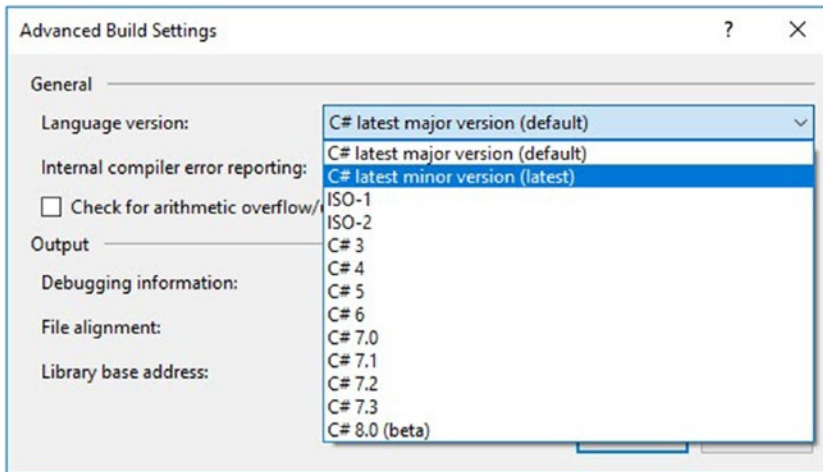 Advanced Build Settings ? ×
General
Language version: C# latest major version (default)
C# latest major version (default)
Internal compiler error reporting:
C# latest minor version (latest)
ISO-1
Check for arithmetic overflow/
ISO-2
Output
C# 3
C# 4
Debugging information:
C# 5
C# 6
File alignment:
C# 7.0
C# 7.1
Library base address:
C# 7.2
C# 7.3
C# 8.0 (beta)